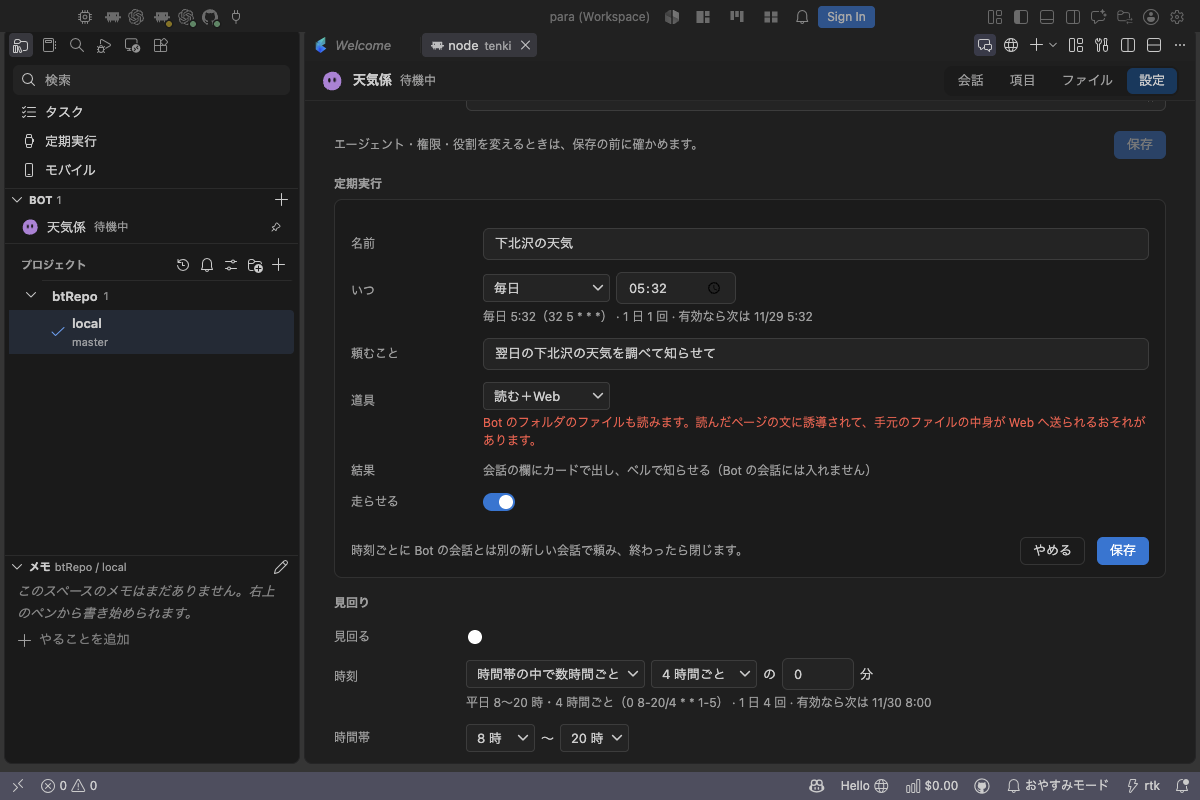 para (Workspace)
Sign In
検索
タスク
定期実行
モバイル
BOT 1
天気係 待機中
プロジェクト
btRepo 1
local
master
メモ btRepo / local
このスペースのメモはまだありません。右上
のペンから書き始められます。
やることを追加
Welcome
node tenki
天気係 待機中
会話 項目 ファイル 設定
エージェント・権限・役割を変えるときは、保存の前に確かめます。
保存
定期実行
名前 下北沢の天気
いつ 毎日 05:32
毎日 5:32（32 5 * * *） · 1 日 1 回 · 有効なら次は 11/29 5:32
頼むこと 翌日の下北沢の天気を調べて知らせて
道具 読む＋Web
Bot のフォルダのファイルも読みます。読んだページの文に誘導されて、手元のファイルの中身が Web へ送られるおそれが
あります。
結果 会話の欄にカードで出し、ベルで知らせる（Bot の会話には入れません）
走らせる
時刻ごとに Bot の会話とは別の新しい会話で頼み、終わったら閉じます。
やめる 保存
見回り
見回る
時刻 時間帯の中で数時間ごと 4 時間ごと の 0 分
平日 8〜20 時・4 時間ごと（0 8-20/4 * * 1-5） · 1 日 4 回 · 有効なら次は 11/30 8:00
時間帯 8 時 〜 20 時
0 0
Hello
$0.00
おやすみモード
rtk